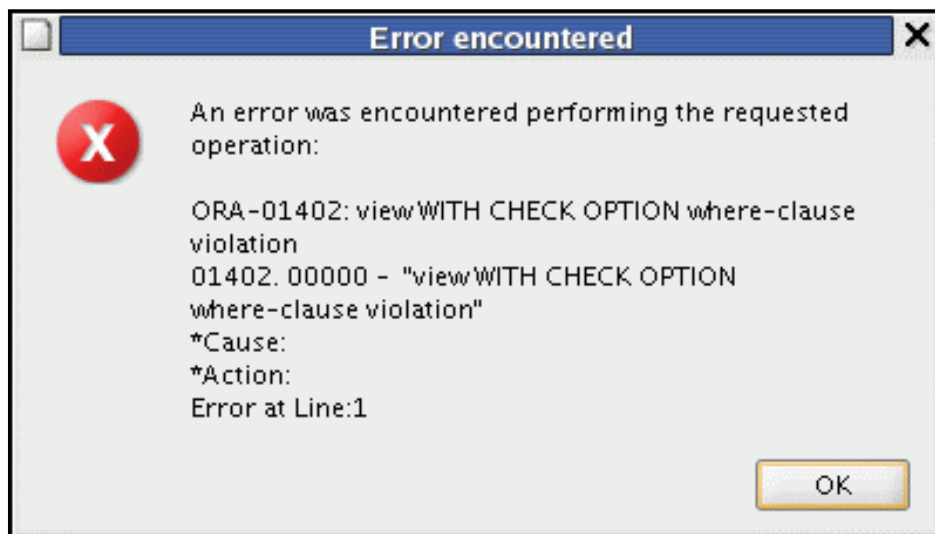 Error encountered
An error was encountered performing the requested
operation:
ORA-01402: view WITH CHECK OPTION where-clause
violation
01402. 00000 - "view WITH CHECK OPTION
where-clause violation"
*Cause:
*Action:
Error at Line:1
OK